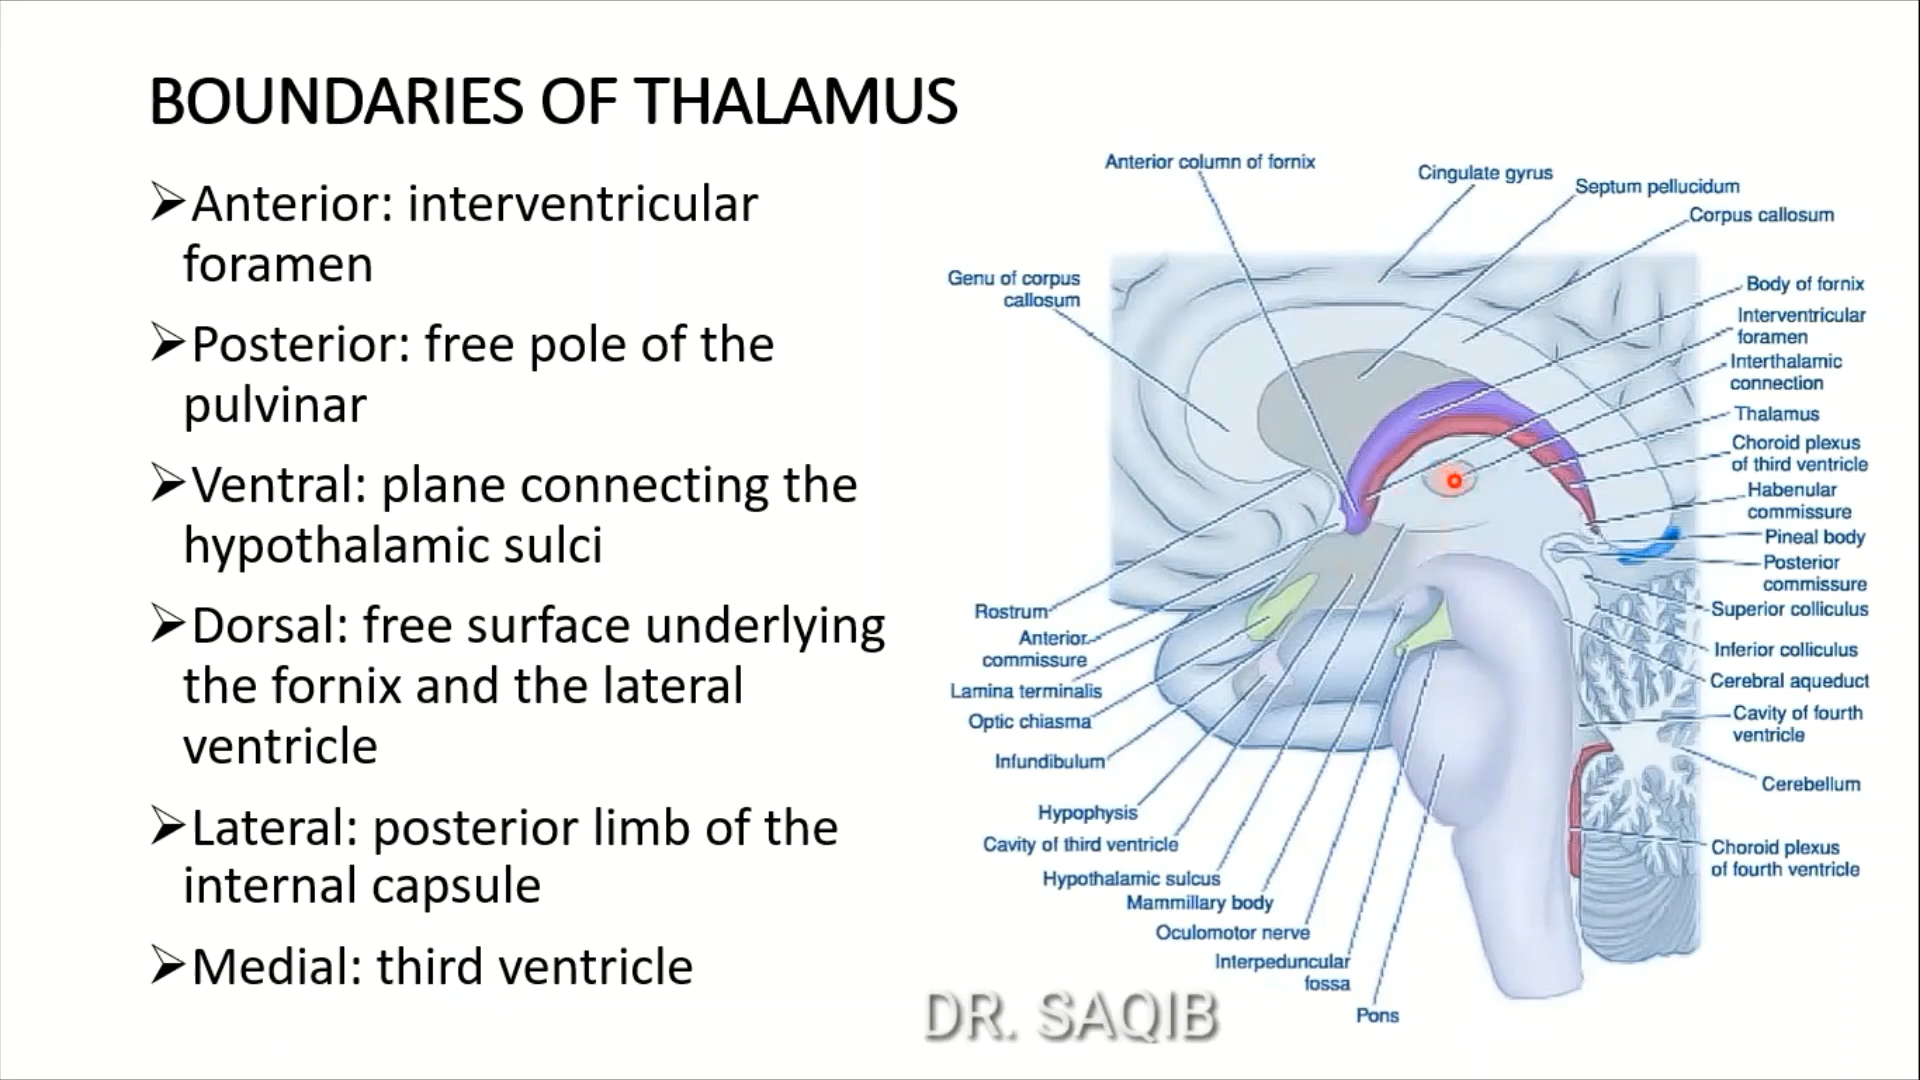 BOUNDARIES OF THALAMUS
➢Anterior: interventricular
foramen
➢Posterior: free pole of the
pulvinar
➢Ventral: plane connecting the
hypothalamic sulci
➢Dorsal: free surface underlying
the fornix and the lateral
ventricle
➢Lateral: posterior limb of the
internal capsule
➢Medial: third ventricle
Anterior column of fornix
Cingulate gyrus
Septum pellucidum
Corpus callosum
Genu of corpus
callosum
Body of fornix
Interventricular
foramen
Interthalamic
connection
Thalamus
Choroid plexus
of third ventricle
Habenular
commissure
Pineal body
Posterior
commissure
Superior colliculus
Inferior colliculus
Cerebral aqueduct
Cavity of fourth
ventricle
Cerebellum
Choroid plexus
of fourth ventricle
Rostrum
Anterior
commissure
Lamina terminalis
Optic chiasma
Infundibulum
Hypophysis
Cavity of third ventricle
Hypothalamic sulcus
Mammillary body
Oculomotor nerve
Interpeduncular
fossa
Pons
DR. SAQIB